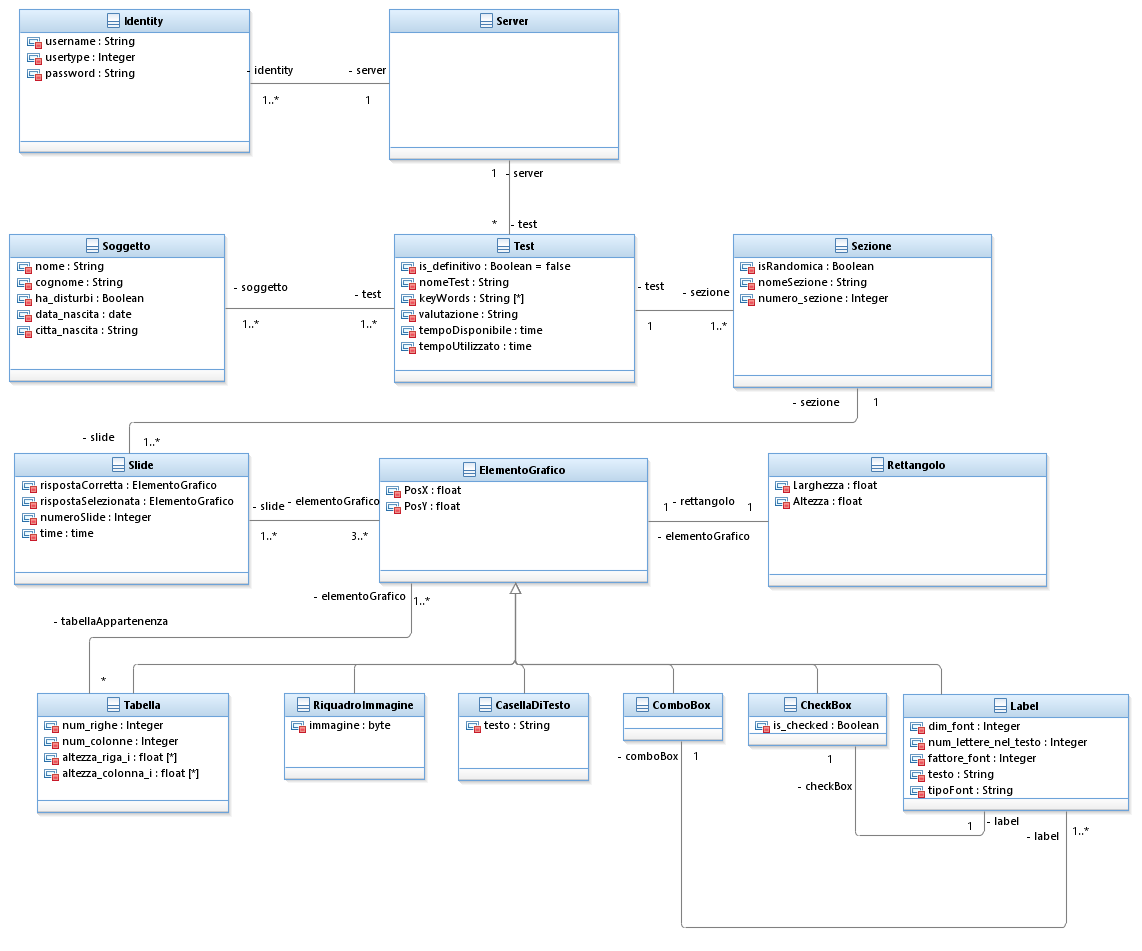 Identity
username : String
usertype : Integer
password : String
- identity
1..*
- server
1
Server
1
- server
*
- test
Soggetto
nome : String
cognome : String
ha_disturbi : Boolean
data_nascita : date
citta_nascita : String
- soggetto
1..*
- test
1..*
Test
is_definitivo : Boolean = false
nomeTest : String
keyWords : String [*]
valutazione : String
tempoDisponibile : time
tempoUtilizzato : time
- test
1
- sezione
1..*
Sezione
isRandomica : Boolean
nomeSezione : String
numero_sezione : Integer
- sezione
1
- slide
1..*
Slide
rispostaCorretta : ElementoGrafico
rispostaSelezionata : ElementoGrafico
numeroSlide : Integer
time : time
- slide
1..*
- elementoGrafico
3..*
ElementoGrafico
PosX : float
PosY : float
1
- rettangolo
1
- elementoGrafico
Rettangolo
Larghezza : float
Altezza : float
- elementoGrafico
1..*
- tabellaAppartenenza
*
Tabella
num_righe : Integer
num_colonne : Integer
altezza_riga_i : float [*]
altezza_colonna_i : float [*]
RiquadroImmagine
immagine : byte
CasellaDiTesto
testo : String
ComboBox
- comboBox
1
CheckBox
is_checked : Boolean
1
- checkBox
Label
dim_font : Integer
num_lettere_nel_testo : Integer
fattore_font : Integer
testo : String
tipoFont : String
1
- label
- label
1..*